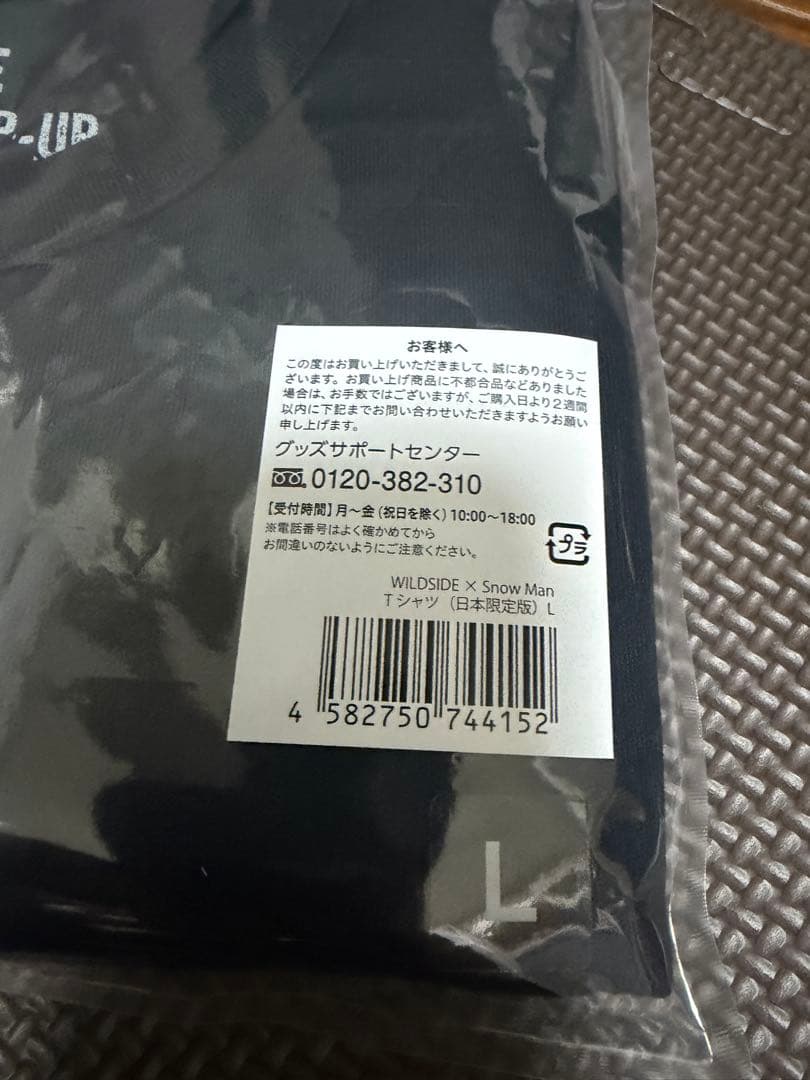 E
P-UP
お客様へ
この度はお買い上げいただきまして、誠にありがとうご
ざいます。お買い上げ商品に不都合品などありました
場合は、お手数ではございますが、ご購入日より2週間
以内に下記までお問い合わせいただきますようお願い
申し上げます。
グッズサポートセンター
0120-382-310
【受付時間】月～金（祝日を除く）10:00～18:00
※電話番号はよく確かめてから
お間違いのないようにご注意ください。
プラ
WILDSIDE × Snow Man
Tシャツ（日本限定版）L
4 582750 744152
L